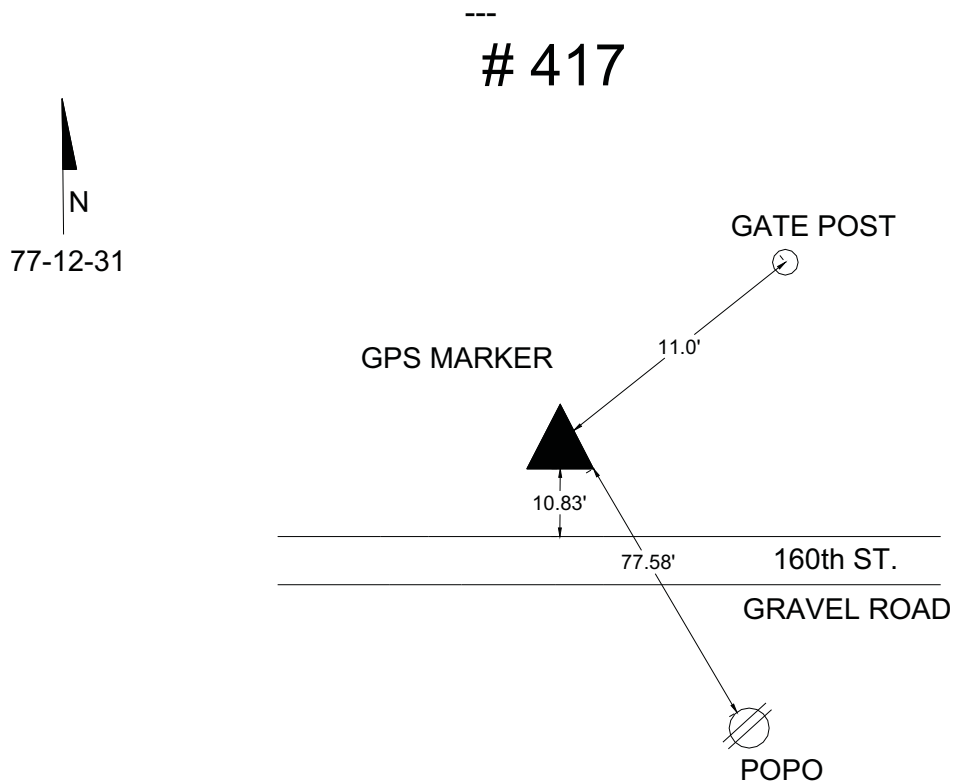 ---
# 417
N
77-12-31
GATE POST
11.0'
GPS MARKER
10.83'
77.58'
160th ST.
GRAVEL ROAD
POPO